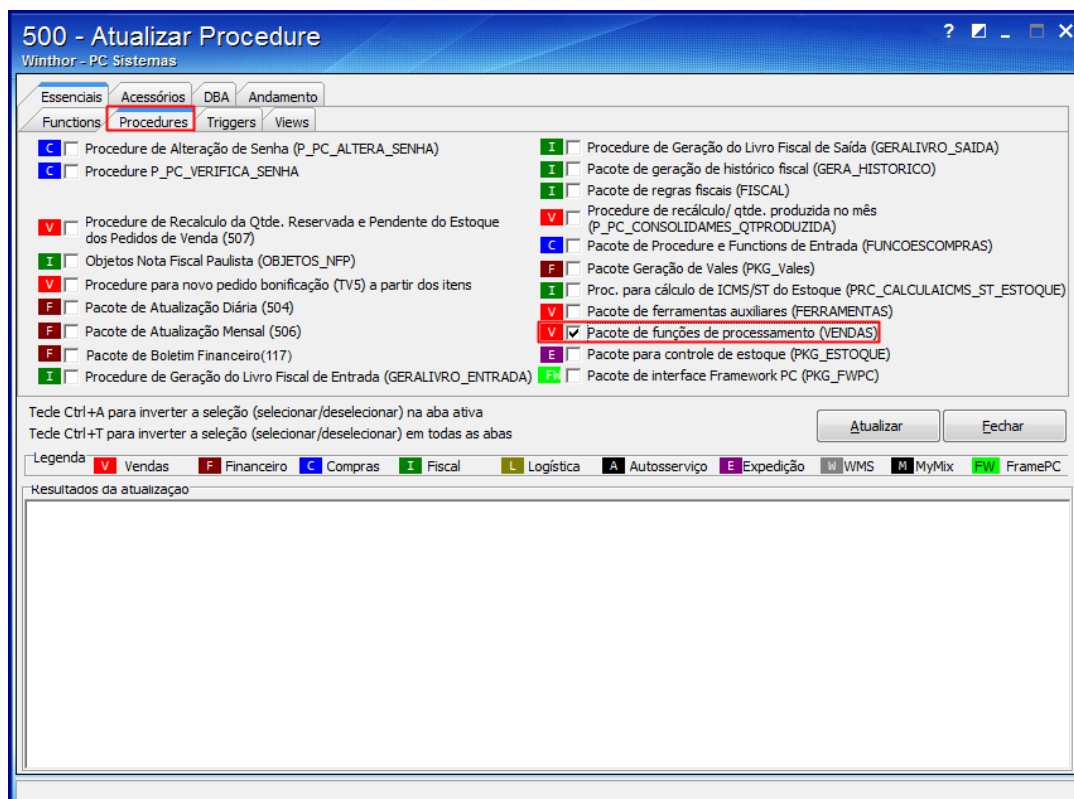 500 - Atualizar Procedure
Winthor - PC Sistemas
?
Essenciais Acessórios DBA Andamento
Functions Procedures Triggers Views
C Procedure de Alteração de Senha (P_PC_ALTERA_SENHA)
C Procedure P_PC_VERIFICA_SENHA
V Procedure de Recalculo da Qtde. Reservada e Pendente do Estoque
dos Pedidos de Venda (507)
I Objetos Nota Fiscal Paulista (OBJETOS_NFP)
V Procedure para novo pedido bonificação (TV5) a partir dos itens
F Pacote de Atualização Diária (504)
F Pacote de Atualização Mensal (506)
F Pacote de Boletim Financeiro(117)
I Procedure de Geração do Livro Fiscal de Entrada (GERALIVRO_ENTRADA)
I Procedure de Geração do Livro Fiscal de Saída (GERALIVRO_SAIDA)
I Pacote de geração de histórico fiscal (GERA_HISTORICO)
I Pacote de regras fiscais (FISCAL)
V Procedure de recálculo/ qtde. produzida no mês
(P_PC_CONSOLIDAMES_QTPRODUZIDA)
C Pacote de Procedure e Functions de Entrada (FUNCOESCOMPRAS)
F Pacote Geração de Vales (PKG_Vales)
I Proc. para cálculo de ICMS/ST do Estoque (PRC_CALCULAICMS_ST_ESTOQUE)
V Pacote de ferramentas auxiliares (FERRAMENTAS)
V Pacote de funções de processamento (VENDAS)
E Pacote para controle de estoque (PKG_ESTOQUE)
FW Pacote de interface Framework PC (PKG_FWPC)
Tecle Ctrl+A para inverter a seleção (selecionar/deselecionar) na aba ativa
Tecle Ctrl+T para inverter a seleção (selecionar/deselecionar) em todas as abas
Atualizar Fechar
Legenda
V Vendas F Financeiro C Compras I Fiscal L Logística A Autosserviço E Expedição W WMS M MyMix FW FramePC
Resultados da atualização